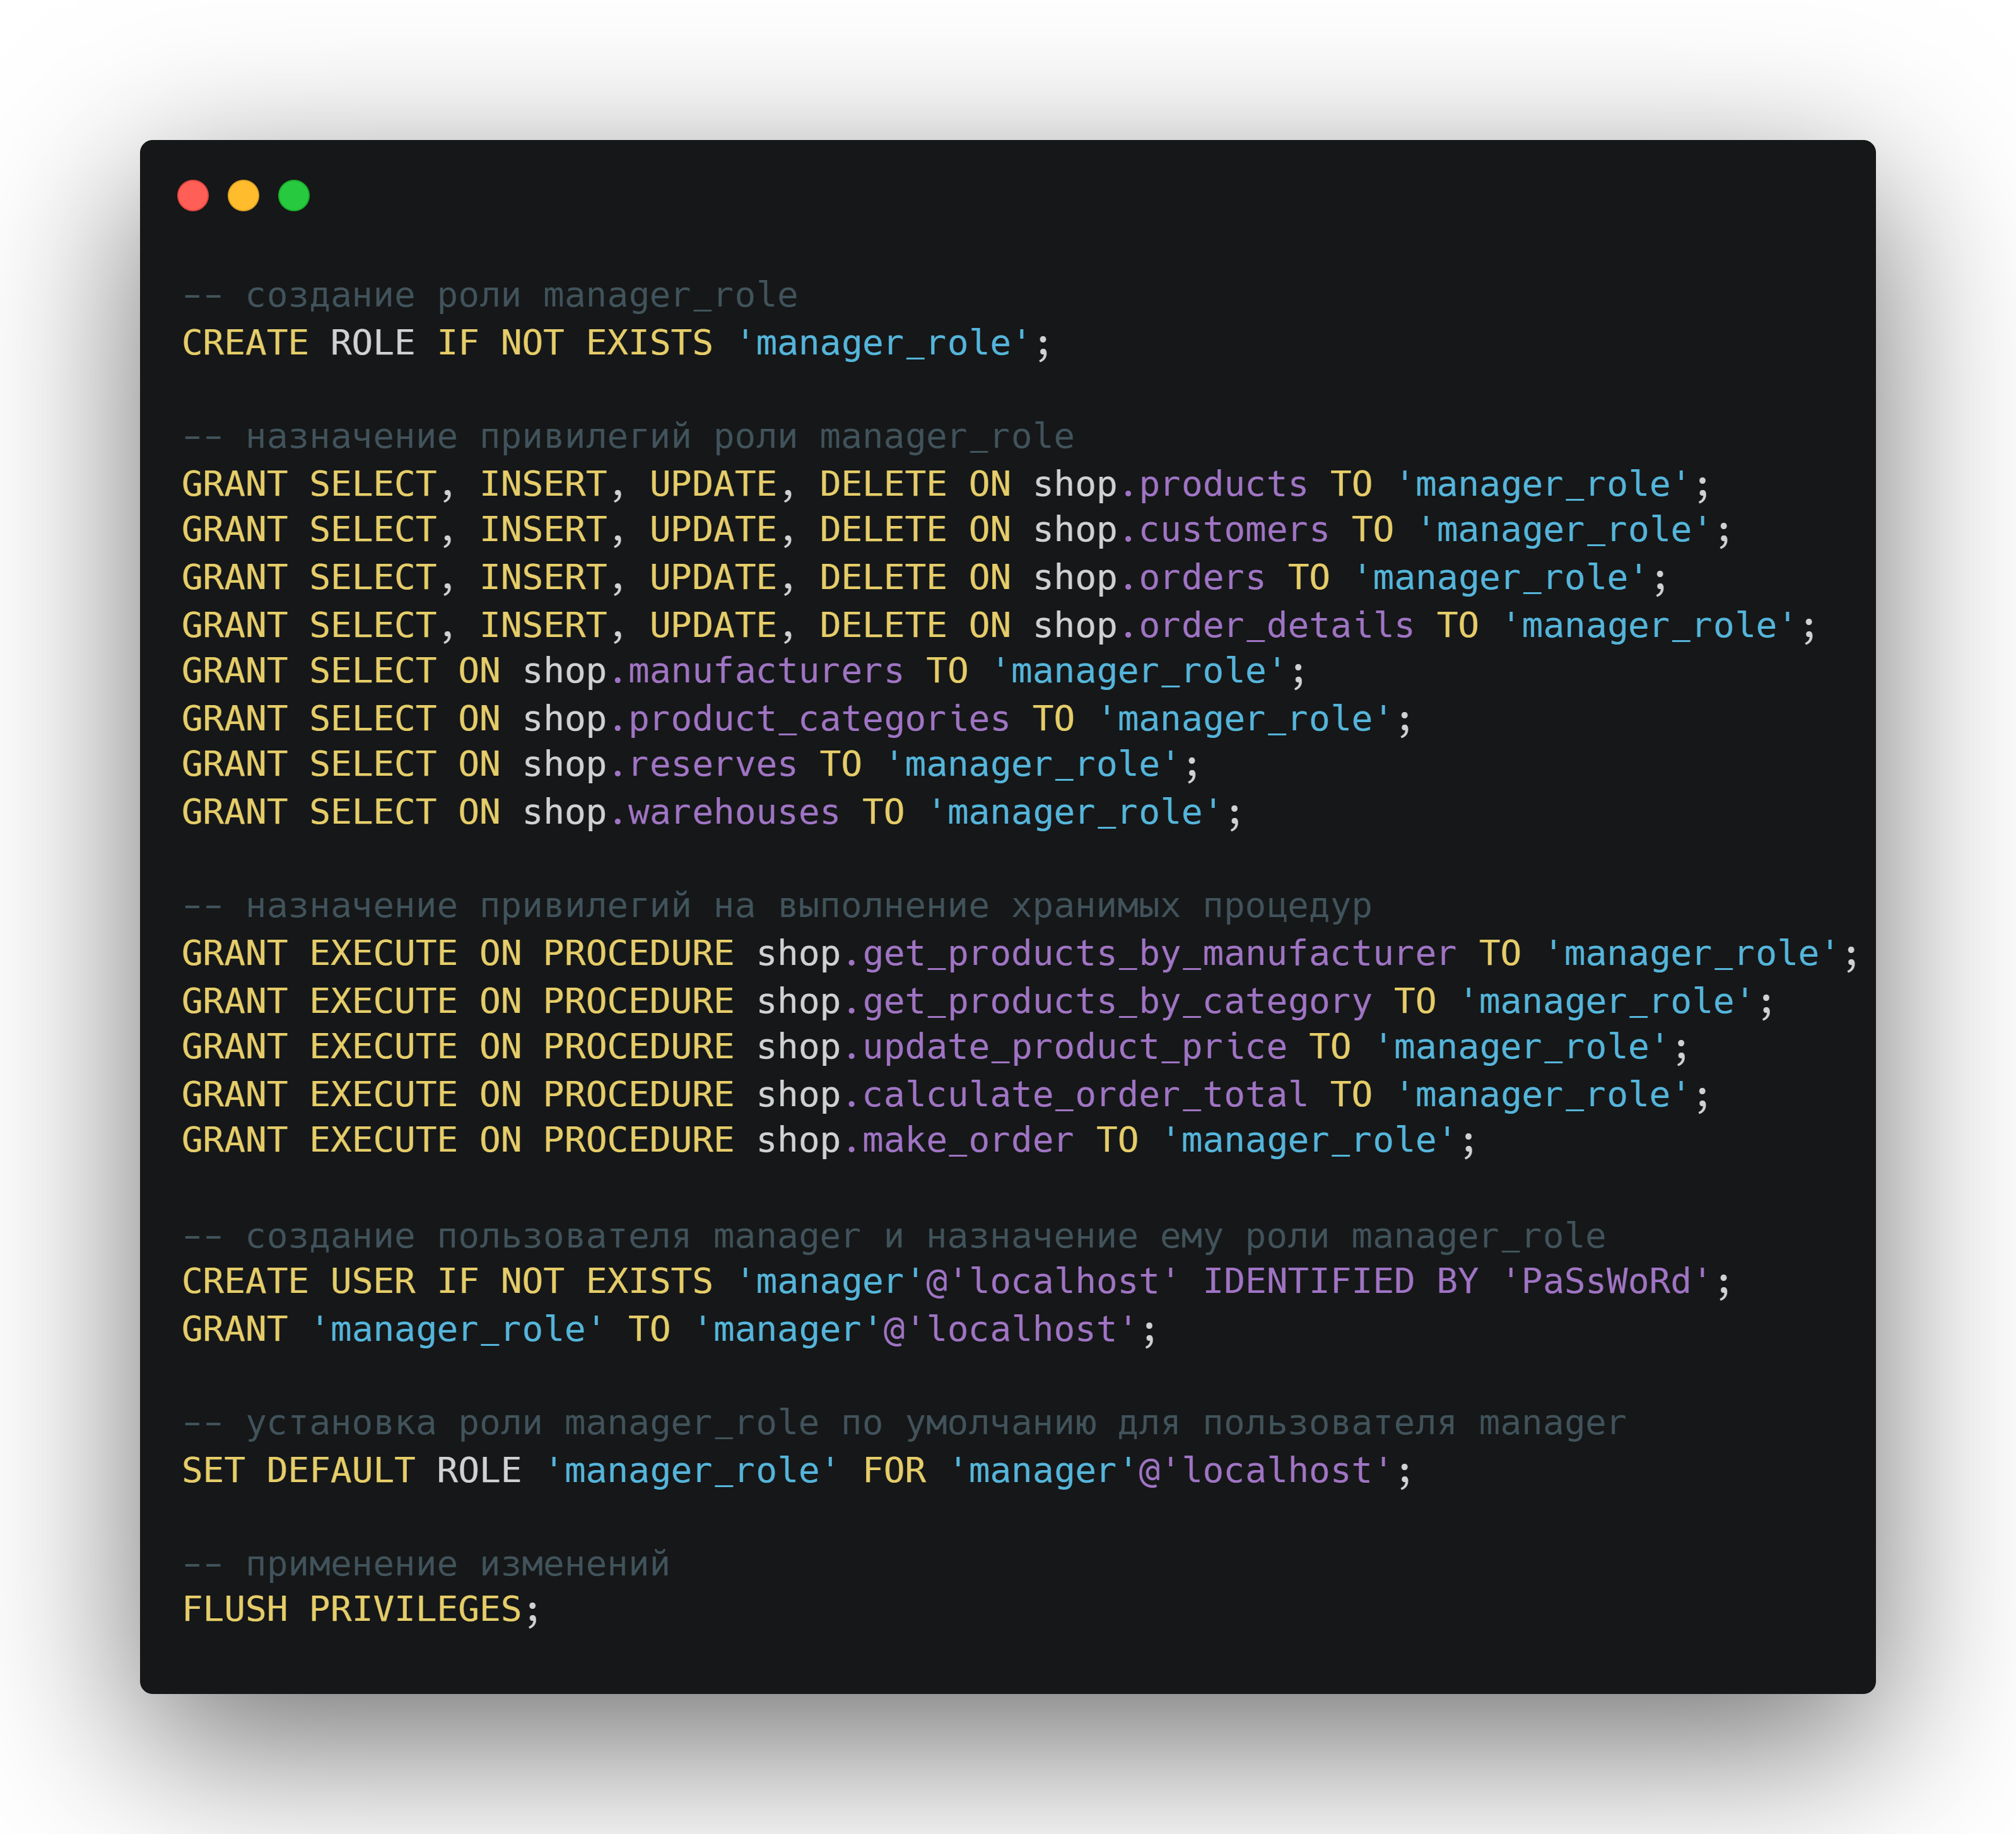 -- создание роли manager_role
CREATE ROLE IF NOT EXISTS 'manager_role';
-- назначение привилегий роли manager_role
GRANT SELECT, INSERT, UPDATE, DELETE ON shop.products TO 'manager_role';
GRANT SELECT, INSERT, UPDATE, DELETE ON shop.customers TO 'manager_role';
GRANT SELECT, INSERT, UPDATE, DELETE ON shop.orders TO 'manager_role';
GRANT SELECT, INSERT, UPDATE, DELETE ON shop.order_details TO 'manager_role';
GRANT SELECT ON shop.manufacturers TO 'manager_role';
GRANT SELECT ON shop.product_categories TO 'manager_role';
GRANT SELECT ON shop.reserves TO 'manager_role';
GRANT SELECT ON shop.warehouses TO 'manager_role';
-- назначение привилегий на выполнение хранимых процедур
GRANT EXECUTE ON PROCEDURE shop.get_products_by_manufacturer TO 'manager_role';
GRANT EXECUTE ON PROCEDURE shop.get_products_by_category TO 'manager_role';
GRANT EXECUTE ON PROCEDURE shop.update_product_price TO 'manager_role';
GRANT EXECUTE ON PROCEDURE shop.calculate_order_total TO 'manager_role';
GRANT EXECUTE ON PROCEDURE shop.make_order TO 'manager_role';
-- создание пользователя manager и назначение ему роли manager_role
CREATE USER IF NOT EXISTS 'manager'@'localhost' IDENTIFIED BY 'PaSsWoRd';
GRANT 'manager_role' TO 'manager'@'localhost';
-- установка роли manager_role по умолчанию для пользователя manager
SET DEFAULT ROLE 'manager_role' FOR 'manager'@'localhost';
-- применение изменений
FLUSH PRIVILEGES;